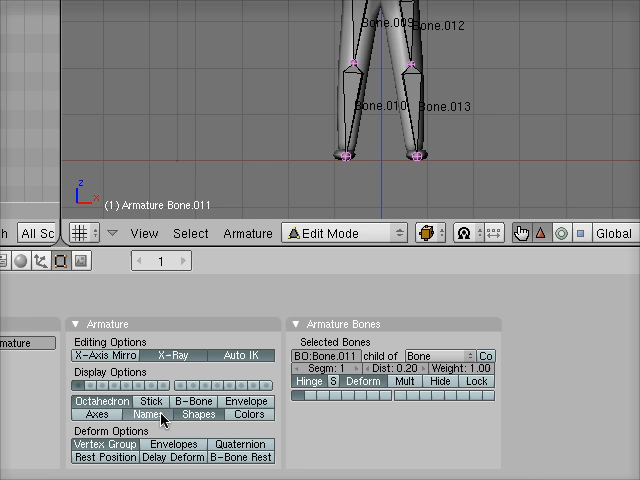 Bone.009
Bone.012
Bone.010
Bone.013
z
x
(1) Armature Bone.011
h
All Sc
View Select Armature Edit Mode Global
1
mature
Armature
Editing Options
X-Axis Mirro X-Ray Auto IK
Display Options
Octahedron Stick B-Bone Envelope
Axes Name Shapes Colors
Deform Options
Vertex Group Envelopes Quaternion
Rest Position Delay Deform B-Bone Rest
Armature Bones
Selected Bones
BO:Bone.011 child of Bone Co
Segm: 1 Dist: 0.20 Weight: 1.00
Hinge S Deform Mult Hide Lock